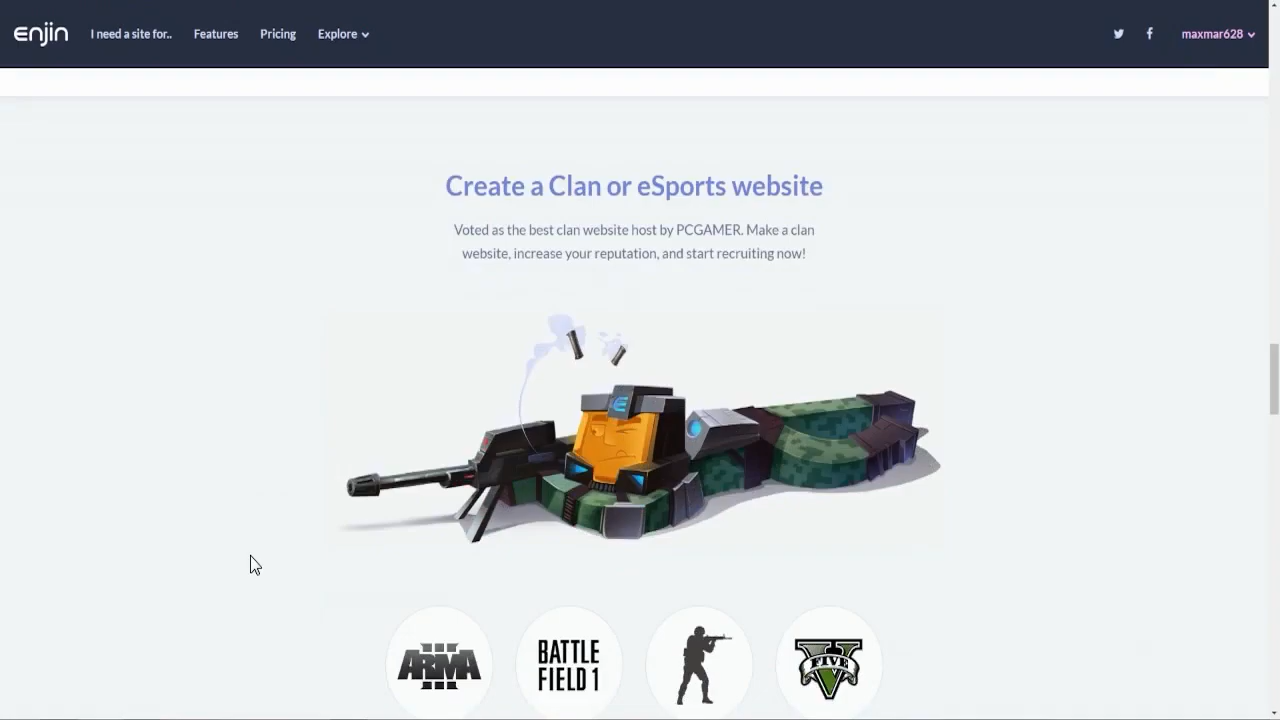 enjin
I need a site for..
Features
Pricing
Explore
maxmar628
Create a Clan or eSports website
Voted as the best clan website host by PCGAMER. Make a clan
website, increase your reputation, and start recruiting now!
ARMA
III
BATTLE
FIELD 1
FIVE
V